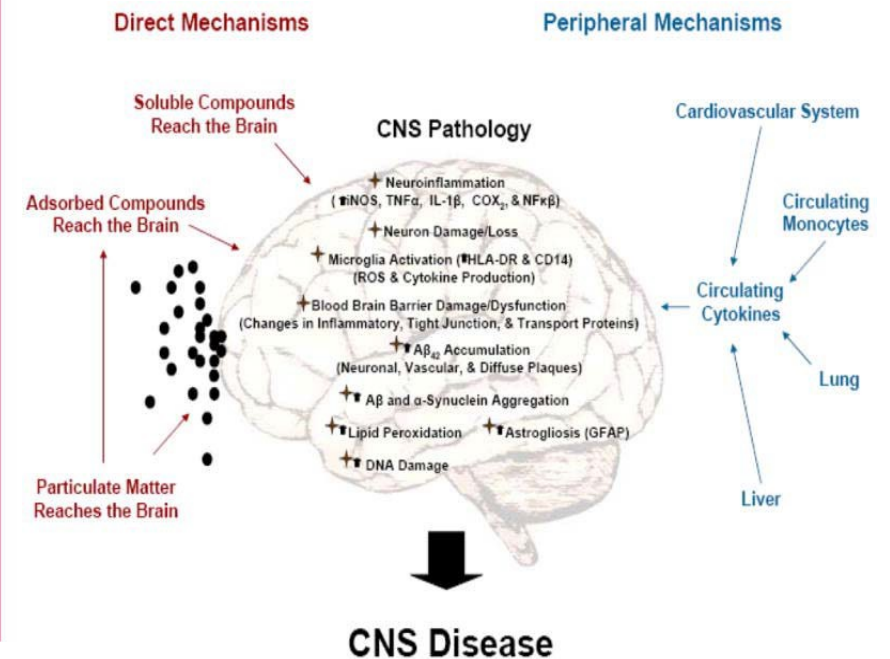 Direct Mechanisms
Peripheral Mechanisms
Soluble Compounds
Reach the Brain
Adsorbed Compounds
Reach the Brain
Particulate Matter
Reaches the Brain
CNS Pathology
Neuroinflammation
(⬆iNOS, TNFα, IL-1β, COX₂, & NFκβ)
Neuron Damage/Loss
Microglia Activation (⬆HLA-DR & CD14)
(ROS & Cytokine Production)
Blood Brain Barrier Damage/Dysfunction
(Changes in Inflammatory, Tight Junction, & Transport Proteins)
⬆Aβ₄₂ Accumulation
(Neuronal, Vascular, & Diffuse Plaques)
⬆ Aβ and α-Synuclein Aggregation
⬆Lipid Peroxidation
⬆Astrogliosis (GFAP)
⬆ DNA Damage
Cardiovascular System
Circulating
Monocytes
Circulating
Cytokines
Lung
Liver
CNS Disease